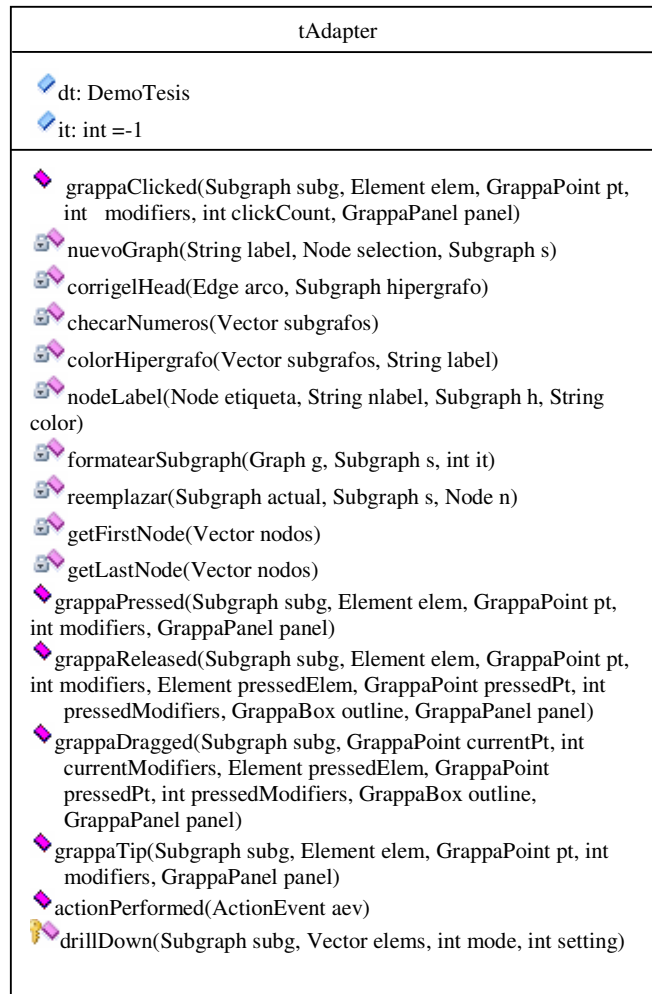 tAdapter
dt: DemoTesis
it: int =-1
grappaClicked(Subgraph subg, Element elem, GrappaPoint pt,
int modifiers, int clickCount, GrappaPanel panel)
nuevoGraph(String label, Node selection, Subgraph s)
corrigelHead(Edge arco, Subgraph hipergrafo)
checarNumeros(Vector subgrafos)
colorHipergrafo(Vector subgrafos, String label)
nodeLabel(Node etiqueta, String nlabel, Subgraph h, String
color)
formatearSubgraph(Graph g, Subgraph s, int it)
reemplazar(Subgraph actual, Subgraph s, Node n)
getFirstNode(Vector nodos)
getLastNode(Vector nodos)
grappaPressed(Subgraph subg, Element elem, GrappaPoint pt,
int modifiers, GrappaPanel panel)
grappaReleased(Subgraph subg, Element elem, GrappaPoint pt,
int modifiers, Element pressedElem, GrappaPoint pressedPt, int
pressedModifiers, GrappaBox outline, GrappaPanel panel)
grappaDragged(Subgraph subg, GrappaPoint currentPt, int
currentModifiers, Element pressedElem, GrappaPoint
pressedPt, int pressedModifiers, GrappaBox outline,
GrappaPanel panel)
grappaTip(Subgraph subg, Element elem, GrappaPoint pt, int
modifiers, GrappaPanel panel)
actionPerformed(ActionEvent aev)
drillDown(Subgraph subg, Vector elems, int mode, int setting)